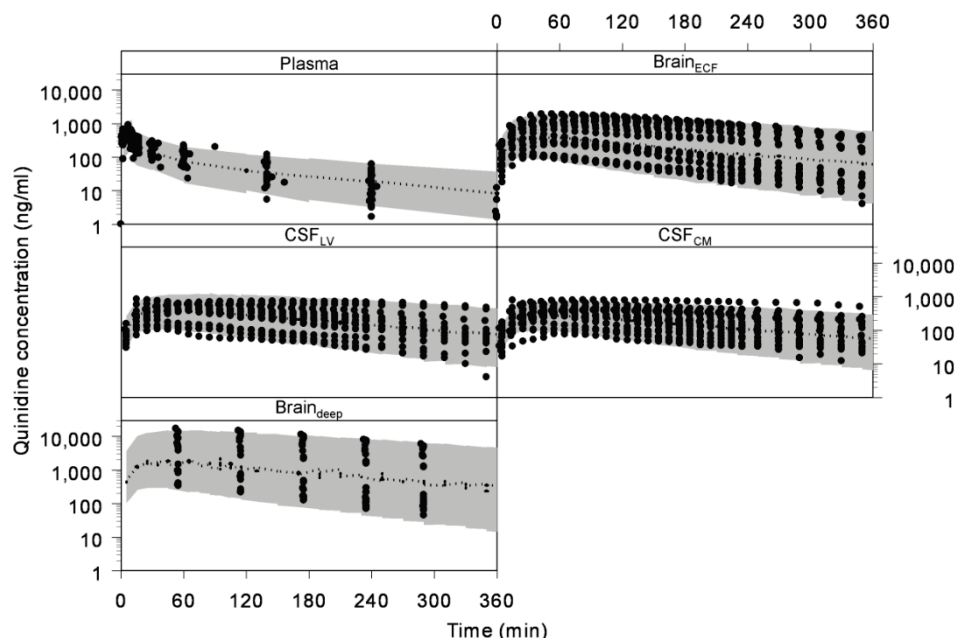 0 60 120 180 240 300 360
Plasma Brain_ECF
10,000
1,000
100
10
1
CSF_LV CSF_CM
10,000
1,000
100
10
1
Brain_deep
10,000
1,000
100
10
1
0 60 120 180 240 300 360
Time (min)
Quinidine concentration (ng/ml)